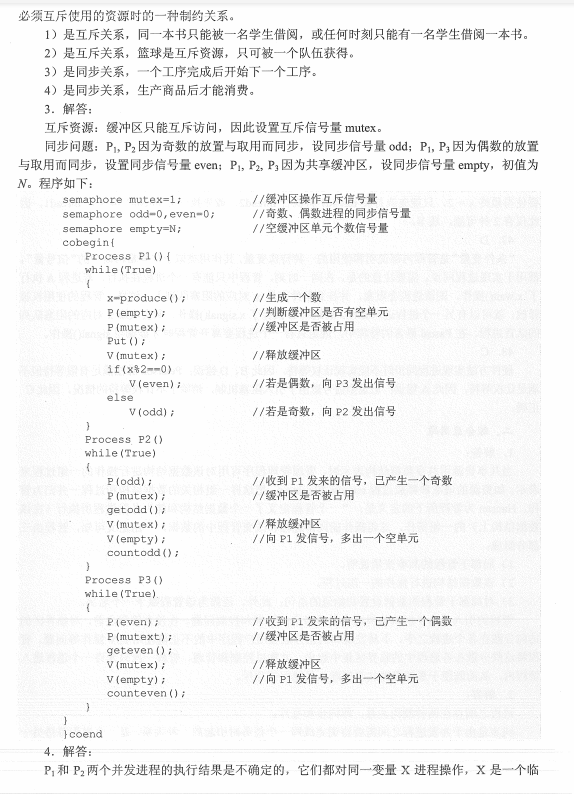 必须互斥使用的资源时的一种制约关系。
1）是互斥关系，同一本书只能被一名学生借阅，或任何时刻只能有一名学生借阅一本书。
2）是互斥关系，篮球是互斥资源，只可被一个队伍获得。
3）是同步关系，一个工序完成后开始下一个工序。
4）是同步关系，生产商品后才能消费。
3．解答：
互斥资源：缓冲区只能互斥访问，因此设置互斥信号量 mutex。
同步问题：P₁, P₂因为奇数的放置与取用而同步，设同步信号量 odd；P₁, P₃因为偶数的放置
与取用而同步，设置同步信号量 even；P₁, P₂, P₃因为共享缓冲区，设同步信号量 empty，初值为
N。程序如下：
semaphore mutex=1; //缓冲区操作互斥信号量
semaphore odd=0,even=0; //奇数、偶数进程的同步信号量
semaphore empty=N; //空缓冲区单元个数信号量
cobegin{
Process P1(){
while(True)
{
x=produce(); //生成一个数
P(empty); //判断缓冲区是否有空单元
P(mutex); //缓冲区是否被占用
Put();
V(mutex); //释放缓冲区
if(x%2==0)
V(even); //若是偶数，向 P3 发出信号
else
V(odd); //若是奇数，向 P2 发出信号
}
Process P2()
while(True)
{
P(odd); //收到 P1 发来的信号，已产生一个奇数
P(mutex); //缓冲区是否被占用
getodd();
V(mutex); //释放缓冲区
V(empty); //向 P1 发信号，多出一个空单元
countodd();
}
Process P3()
while(True)
{
P(even); //收到 P1 发来的信号，已产生一个偶数
P(mutext); //缓冲区是否被占用
geteven();
V(mutex); //释放缓冲区
V(empty); //向 P1 发信号，多出一个空单元
counteven();
}
}
}coend
4．解答：
P₁和 P₂两个并发进程的执行结果是不确定的，它们都对同一变量 X 进程操作，X 是一个临